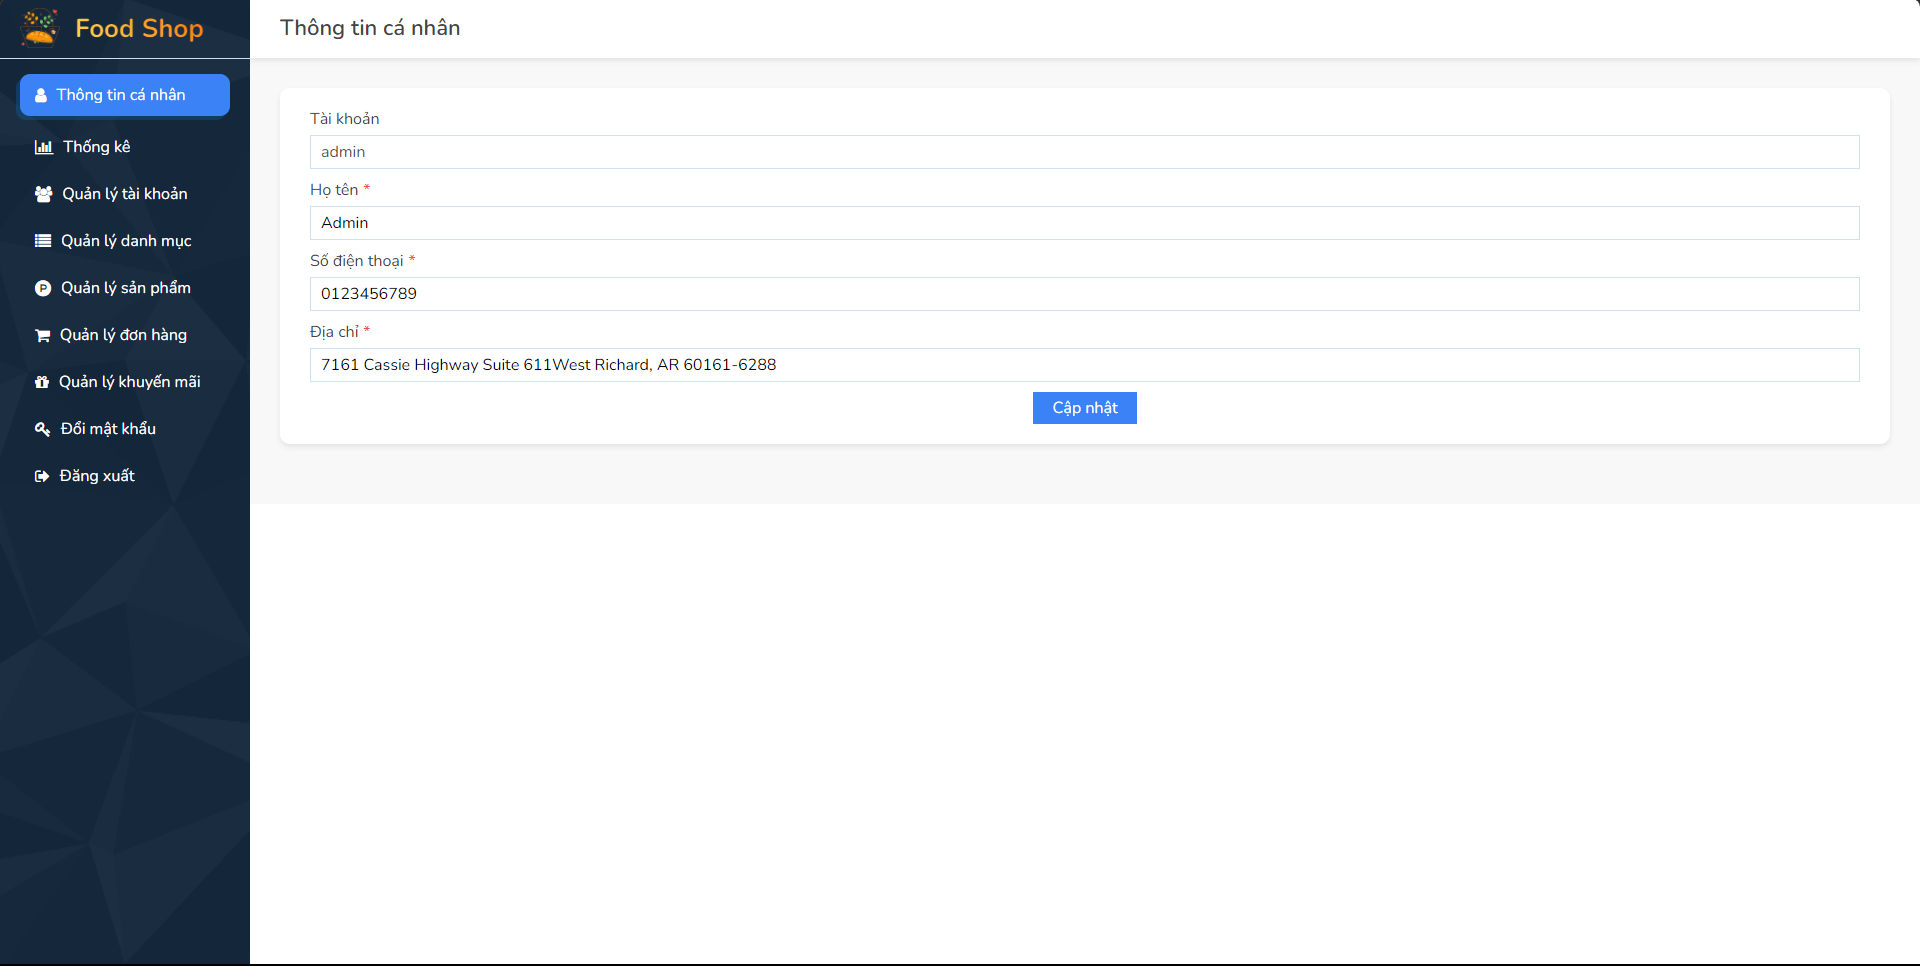 Food Shop
Thông tin cá nhân
Thông tin cá nhân
Thống kê
Quản lý tài khoản
Quản lý danh mục
Quản lý sản phẩm
Quản lý đơn hàng
Quản lý khuyến mãi
Đổi mật khẩu
Đăng xuất
Tài khoản
admin
Họ tên *
Admin
Số điện thoại *
0123456789
Địa chỉ *
7161 Cassie Highway Suite 611West Richard, AR 60161-6288
Cập nhật